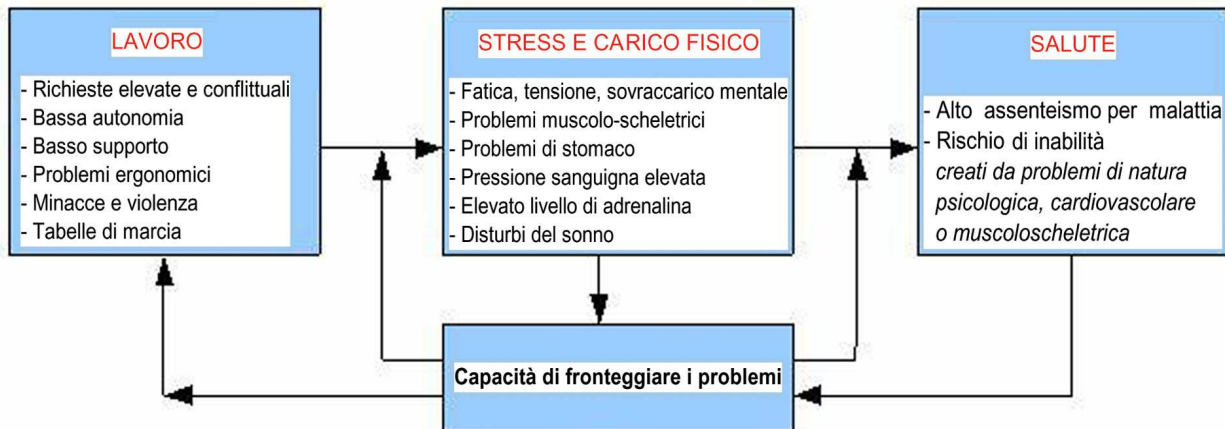 LAVORO
- Richieste elevate e conflittuali
- Bassa autonomia
- Basso supporto
- Problemi ergonomici
- Minacce e violenza
- Tabelle di marcia
STRESS E CARICO FISICO
- Fatica, tensione, sovraccarico mentale
- Problemi muscolo-scheletrici
- Problemi di stomaco
- Pressione sanguigna elevata
- Elevato livello di adrenalina
- Disturbi del sonno
SALUTE
- Alto assenteismo per malattia
- Rischio di inabilità
creati da problemi di natura
psicologica, cardiovascolare
o muscoloscheletrica
Capacità di fronteggiare i problemi